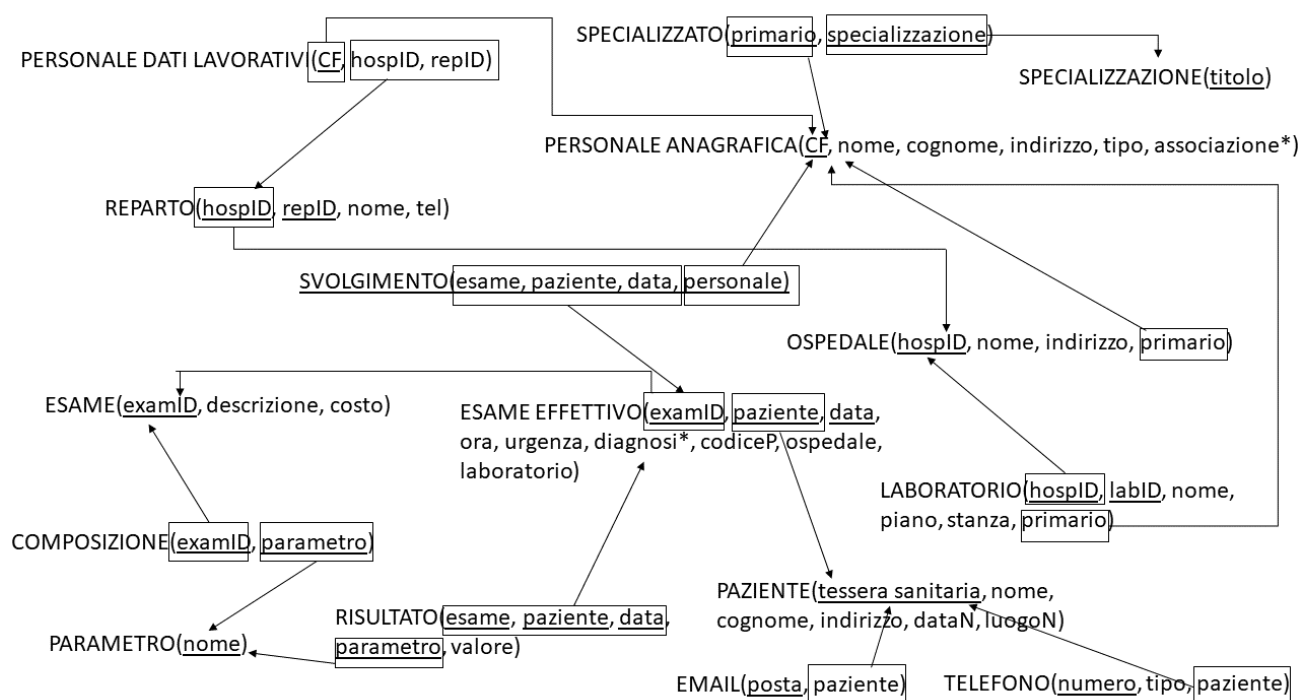 SPECIALIZZATO(primario, specializzazione)
PERSONALE DATI LAVORATIVI(CF, hospID, repID)
SPECIALIZZAZIONE(titolo)
PERSONALE ANAGRAFICA(CF, nome, cognome, indirizzo, tipo, associazione*)
REPARTO(hospID, repID, nome, tel)
SVOLGIMENTO(esame, paziente, data, personale)
OSPEDALE(hospID, nome, indirizzo, primario)
ESAME(examID, descrizione, costo)
ESAME EFFETTIVO(examID, paziente, data,
ora, urgenza, diagnosi*, codiceP, ospedale,
laboratorio)
LABORATORIO(hospID, labID, nome,
piano, stanza, primario)
COMPOSIZIONE(examID, parametro)
PAZIENTE(tessera sanitaria, nome,
cognome, indirizzo, dataN, luogoN)
RISULTATO(esame, paziente, data,
parametro, valore)
PARAMETRO(nome)
EMAIL(posta, paziente)
TELEFONO(numero, tipo, paziente)